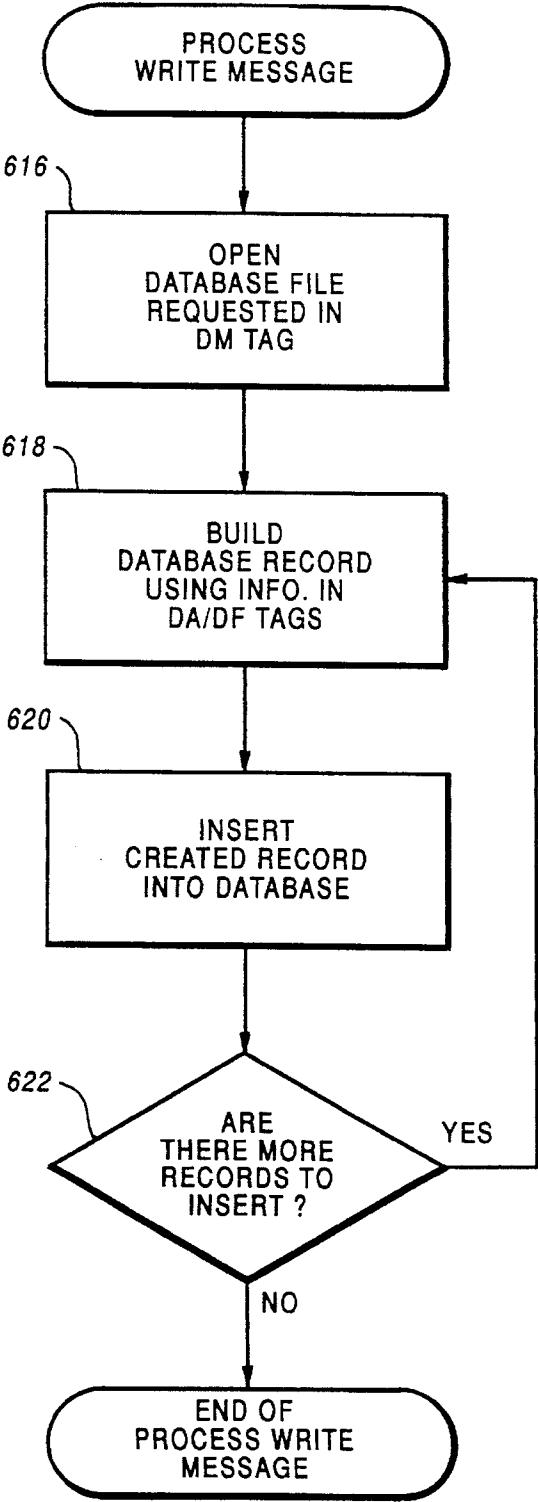 PROCESS
WRITE MESSAGE
616
OPEN
DATABASE FILE
REQUESTED IN
DM TAG
618
BUILD
DATABASE RECORD
USING INFO. IN
DA/DF TAGS
620
INSERT
CREATED RECORD
INTO DATABASE
622
ARE
THERE MORE
RECORDS TO
INSERT ?
YES
NO
END OF
PROCESS WRITE
MESSAGE